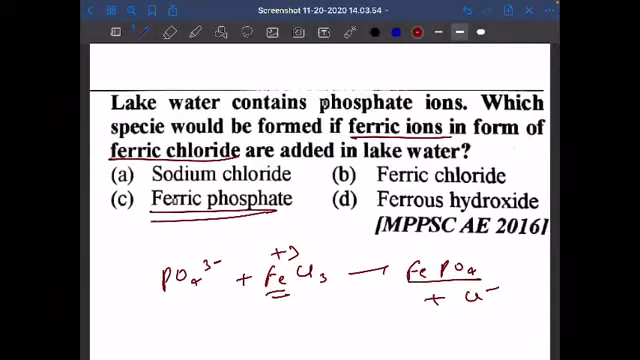 Screenshot 11-20-2020 14.03.54
Lake water contains phosphate ions. Which
specie would be formed if ferric ions in form of
ferric chloride are added in lake water?
(a) Sodium chloride (b) Ferric chloride
(c) Ferric phosphate (d) Ferrous hydroxide
[MPPSC AE 2016]
+3
PO₄³⁻ + FeCl₃ — FePO₄
+ Cl⁻